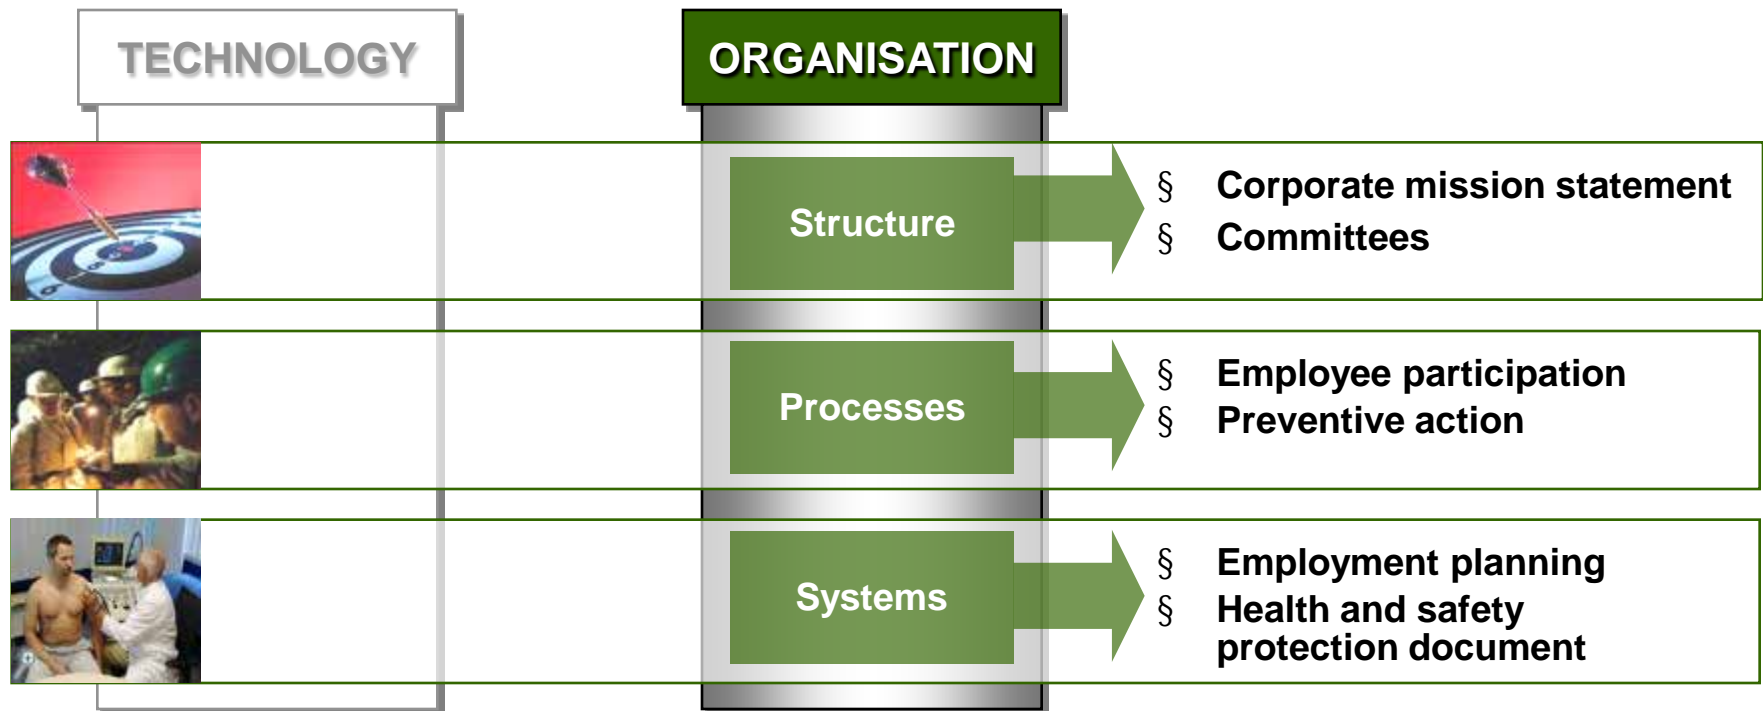 TECHNOLOGY
ORGANISATION
Structure
§ Corporate mission statement
§ Committees
Processes
§ Employee participation
§ Preventive action
Systems
§ Employment planning
§ Health and safety
protection document